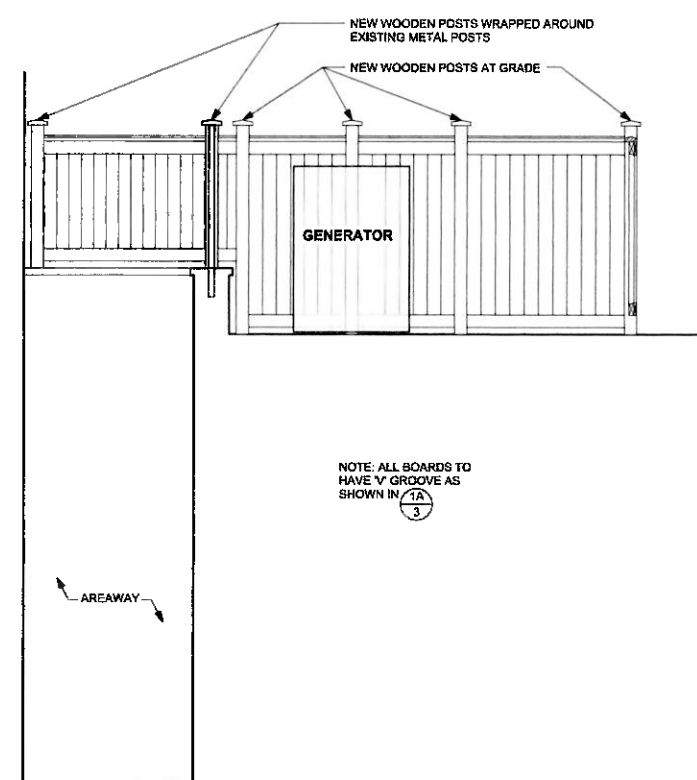 NEW WOODEN POSTS WRAPPED AROUND
EXISTING METAL POSTS
NEW WOODEN POSTS AT GRADE
GENERATOR
NOTE: ALL BOARDS TO
HAVE 'V' GROOVE AS
SHOWN IN 1A
3
AREAWAY